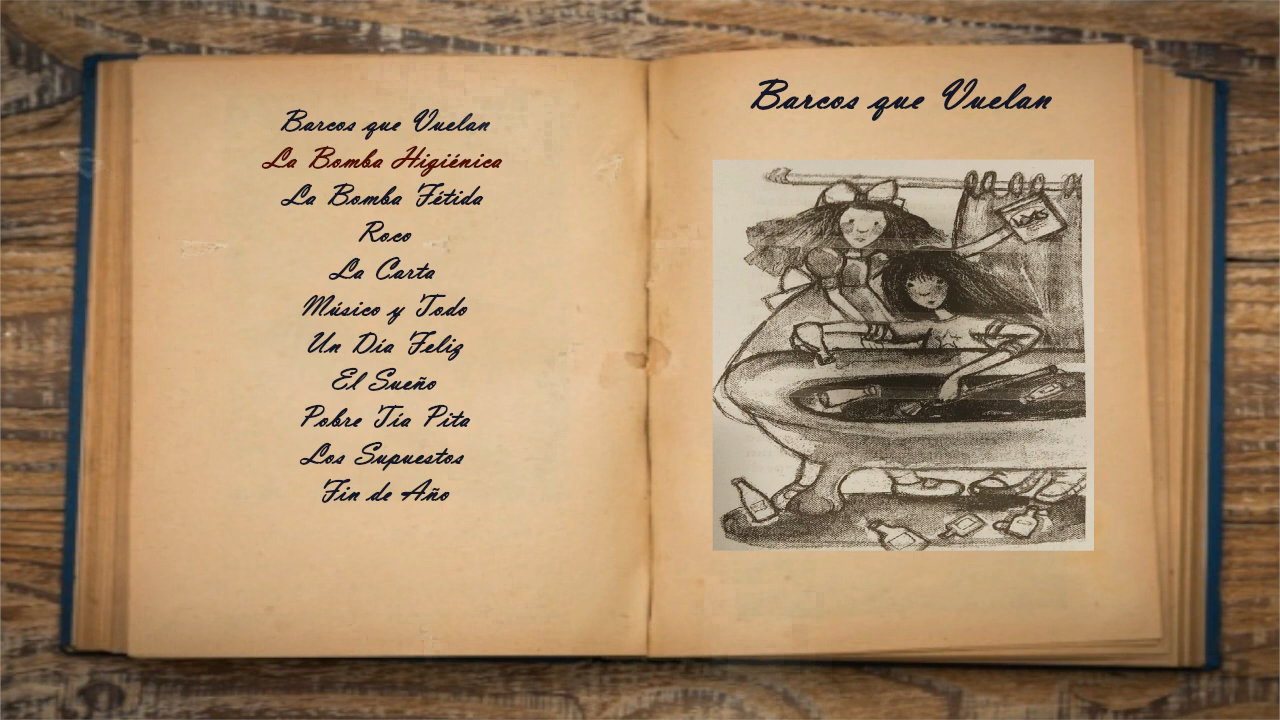 Barcos que Vuelan
La Bomba Higiénica
La Bomba Fétida
Roco
La Carta
Músico y Todo
Un Día Feliz
El Sueño
Pobre Tía Pita
Los Supuestos
Fin de Año
Barcos que Vuelan